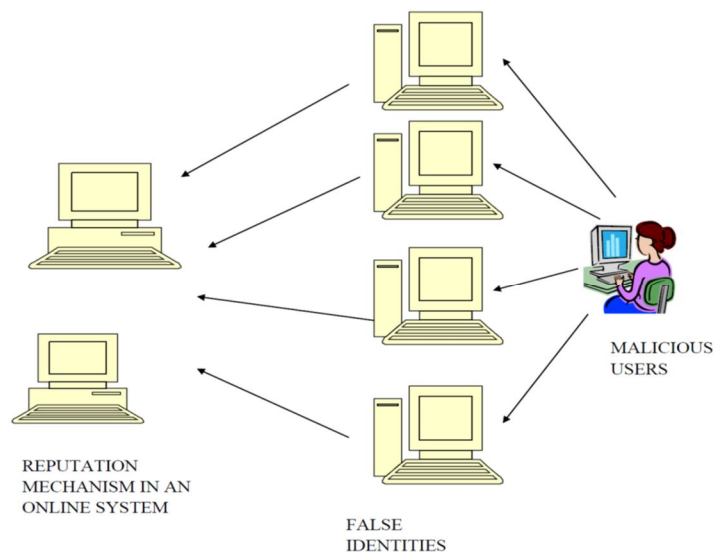 MALICIOUS
USERS
REPUTATION
MECHANISM IN AN
ONLINE SYSTEM
FALSE
IDENTITIES